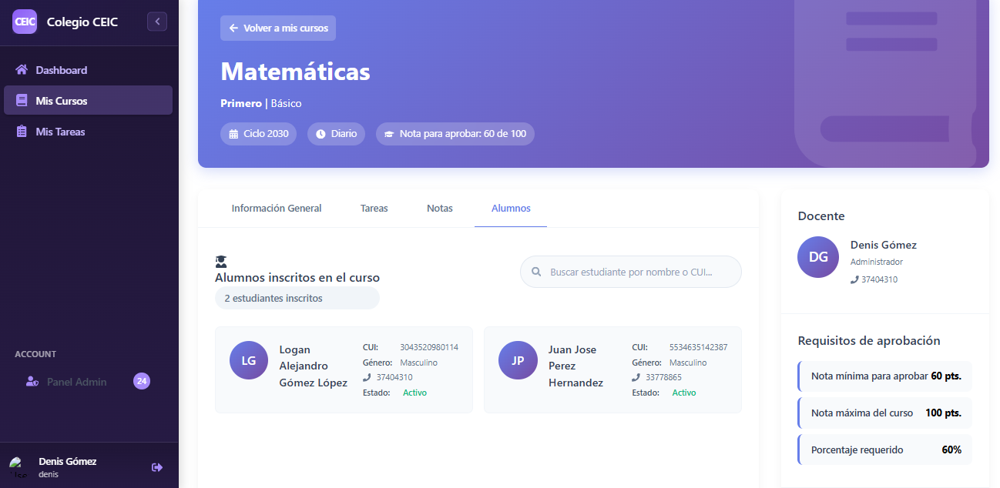 CEIC Colegio CEIC
Dashboard
Mis Cursos
Mis Tareas
ACCOUNT
Panel Admin 24
Denis Gómez
denis
Volver a mis cursos
Matemáticas
Primero | Básico
Ciclo 2030 Diario Nota para aprobar: 60 de 100
Información General Tareas Notas Alumnos
Alumnos inscritos en el curso
2 estudiantes inscritos
Buscar estudiante por nombre o CUI...
LG
Logan
Alejandro
Gómez López
CUI: 3043520980114
Género: Masculino
37404310
Estado: Activo
JP
Juan Jose
Perez
Hernandez
CUI: 5534635142387
Género: Masculino
33778865
Estado: Activo
Docente
DG
Denis Gómez
Administrador
37404310
Requisitos de aprobación
Nota mínima para aprobar 60 pts.
Nota máxima del curso 100 pts.
Porcentaje requerido 60%